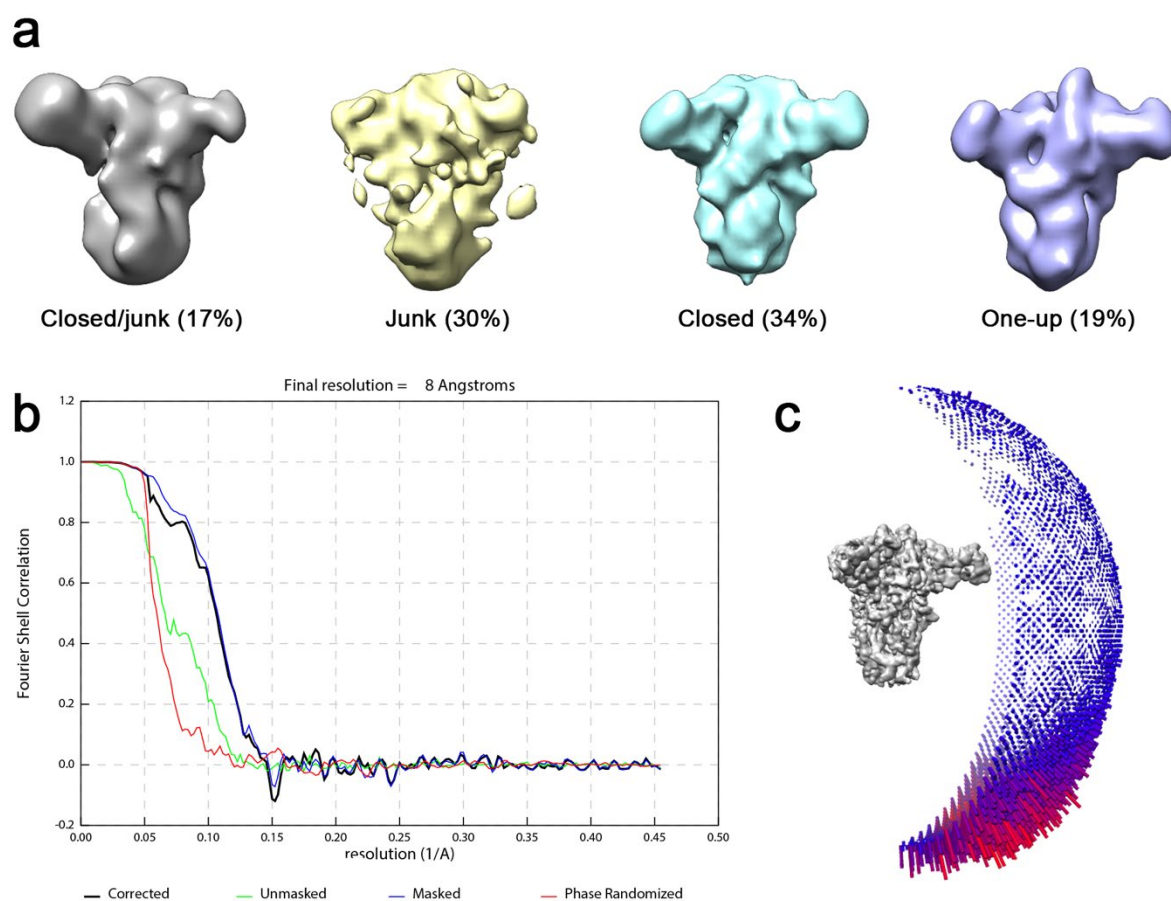 a
Closed/junk (17%) Junk (30%) Closed (34%) One-up (19%)
b
Final resolution = 8 Angstroms
Fourier Shell Correlation
1.2
1.0
0.8
0.6
0.4
0.2
0.0
-0.2
0.00 0.05 0.10 0.15 0.20 0.25 0.30 0.35 0.40 0.45 0.50
resolution (1/A)
Corrected Unmasked Masked Phase Randomized
c